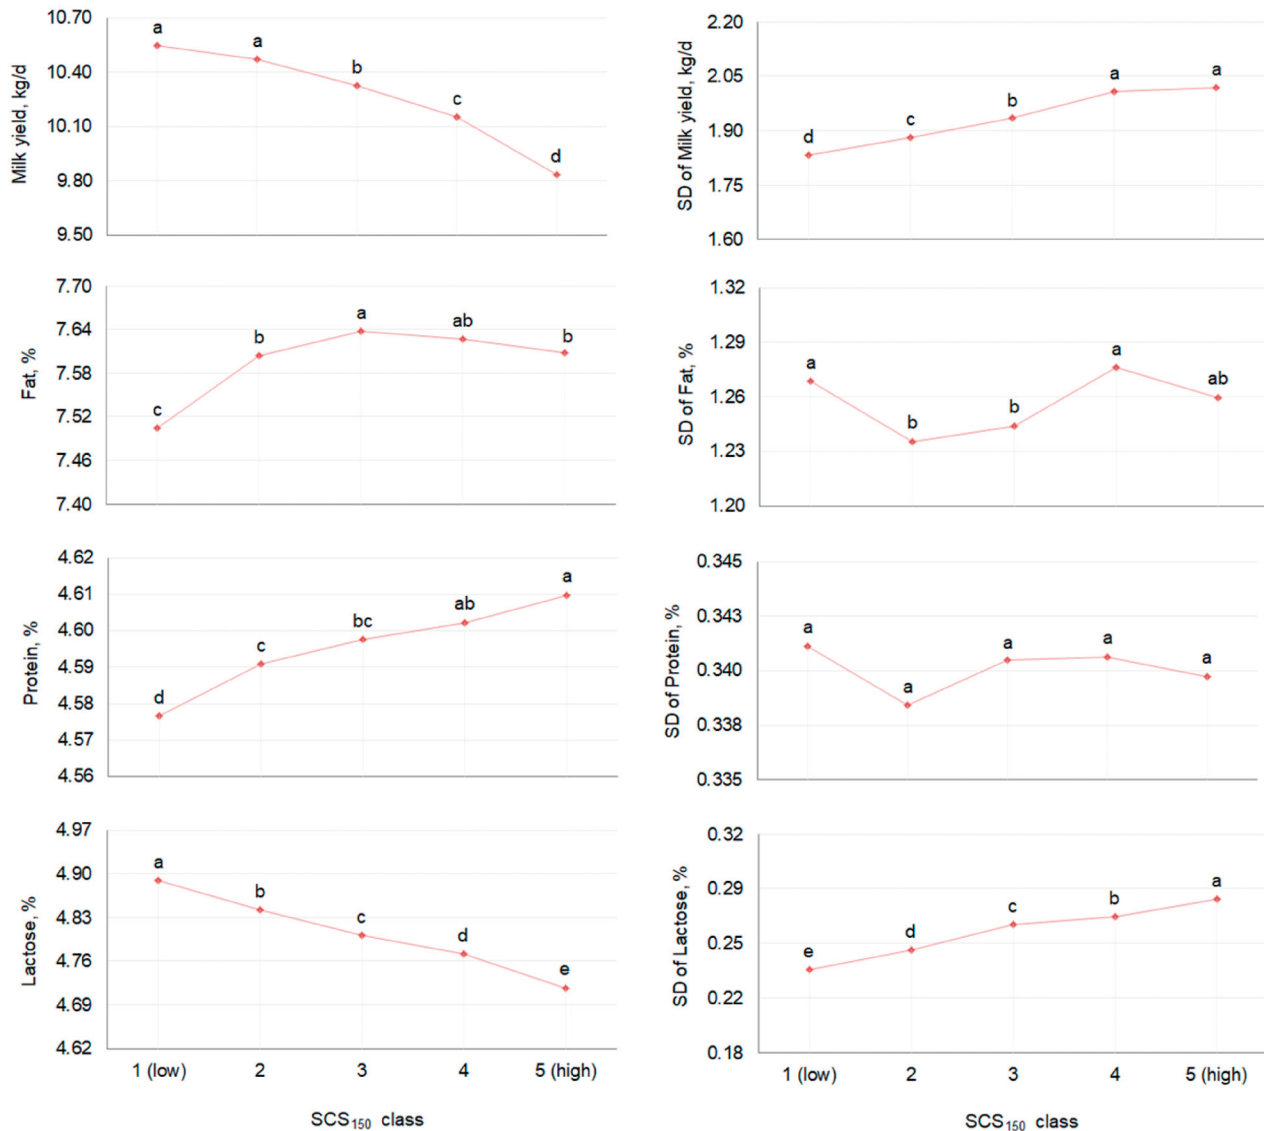 Milk yield, kg/d
10.70
10.40
10.10
9.80
9.50
a
a
b
c
d
SD of Milk yield, kg/d
2.20
2.05
1.90
1.75
1.60
d
c
b
a
a
Fat, %
7.70
7.64
7.58
7.52
7.46
7.40
c
b
a
ab
b
SD of Fat, %
1.32
1.29
1.26
1.23
1.20
a
b
b
a
ab
Protein, %
4.62
4.61
4.60
4.59
4.58
4.57
4.56
d
c
bc
ab
a
SD of Protein, %
0.345
0.343
0.340
0.338
0.335
a
a
a
a
a
Lactose, %
4.97
4.90
4.83
4.76
4.69
4.62
a
b
c
d
e
1 (low) 2 3 4 5 (high)
SCS150 class
SD of Lactose, %
0.32
0.29
0.25
0.22
0.18
e
d
c
b
a
1 (low) 2 3 4 5 (high)
SCS150 class